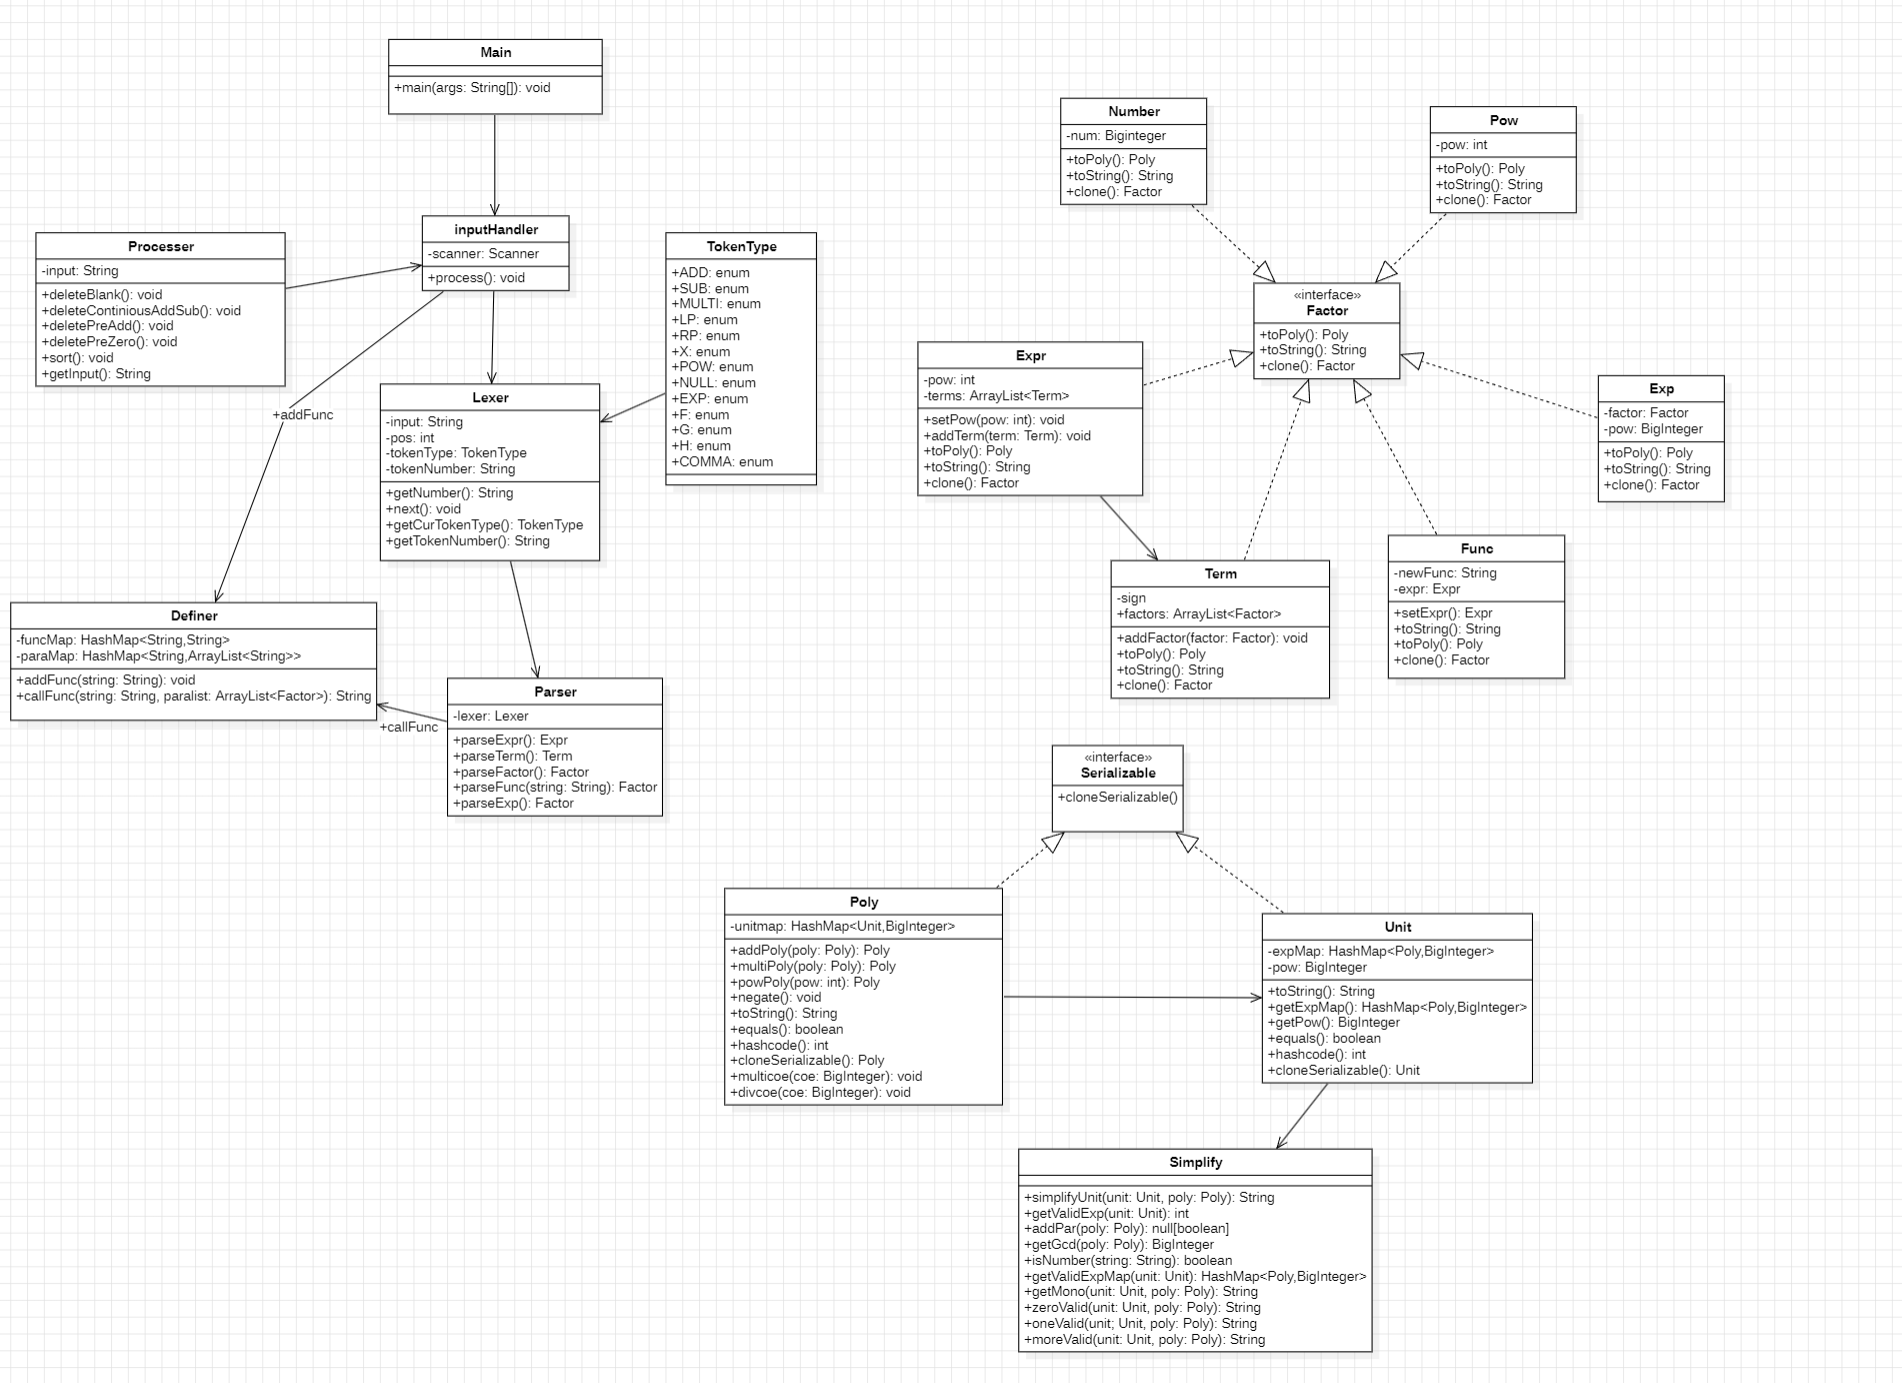 Main
+main(args: String[]): void
inputHandler
-scanner: Scanner
+process(): void
Processer
-input: String
+deleteBlank(): void
+deleteContiniousAddSub(): void
+deletePreAdd(): void
+deletePreZero(): void
+sort(): void
+getInput(): String
TokenType
+ADD: enum
+SUB: enum
+MULTI: enum
+LP: enum
+RP: enum
+X: enum
+POW: enum
+NULL: enum
+EXP: enum
+F: enum
+G: enum
+H: enum
+COMMA: enum
+addFunc
Lexer
-input: String
-pos: int
-tokenType: TokenType
-tokenNumber: String
+getNumber(): String
+next(): void
+getCurTokenType(): TokenType
+getTokenNumber(): String
Definer
-funcMap: HashMap<String,String>
-paraMap: HashMap<String,ArrayList<String>>
+addFunc(string: String): void
+callFunc(string: String, paralist: ArrayList<Factor>): String
+callFunc
Parser
-lexer: Lexer
+parseExpr(): Expr
+parseTerm(): Term
+parseFactor(): Factor
+parseFunc(string: String): Factor
+parseExp(): Factor
Number
-num: Biginteger
+toPoly(): Poly
+toString(): String
+clone(): Factor
Pow
-pow: int
+toPoly(): Poly
+toString(): String
+clone(): Factor
«interface»
Factor
+toPoly(): Poly
+toString(): String
+clone(): Factor
Expr
-pow: int
-terms: ArrayList<Term>
+setPow(pow: int): void
+addTerm(term: Term): void
+toPoly(): Poly
+toString(): String
+clone(): Factor
Exp
-factor: Factor
-pow: BigInteger
+toPoly(): Poly
+toString(): String
+clone(): Factor
Term
-sign
+factors: ArrayList<Factor>
+addFactor(factor: Factor): void
+toPoly(): Poly
+toString(): String
+clone(): Factor
Func
-newFunc: String
-expr: Expr
+setExpr(): Expr
+toString(): String
+toPoly(): Poly
+clone(): Factor
«interface»
Serializable
+cloneSerializable()
Poly
-unitmap: HashMap<Unit,BigInteger>
+addPoly(poly: Poly): Poly
+multiPoly(poly: Poly): Poly
+powPoly(pow: int): Poly
+negate(): void
+toString(): String
+equals(): boolean
+hashcode(): int
+cloneSerializable(): Poly
+multicoe(coe: BigInteger): void
+divcoe(coe: BigInteger): void
Unit
-expMap: HashMap<Poly,BigInteger>
-pow: BigInteger
+toString(): String
+getExpMap(): HashMap<Poly,BigInteger>
+getPow(): BigInteger
+equals(): boolean
+hashcode(): int
+cloneSerializable(): Unit
Simplify
+simplifyUnit(unit: Unit, poly: Poly): String
+getValidExp(unit: Unit): int
+addPar(poly: Poly): null[boolean]
+getGcd(poly: Poly): BigInteger
+isNumber(string: String): boolean
+getValidExpMap(unit: Unit): HashMap<Poly,BigInteger>
+getMono(unit: Unit, poly: Poly): String
+zeroValid(unit: Unit, poly: Poly): String
+oneValid(unit; Unit, poly: Poly): String
+moreValid(unit: Unit, poly: Poly): String